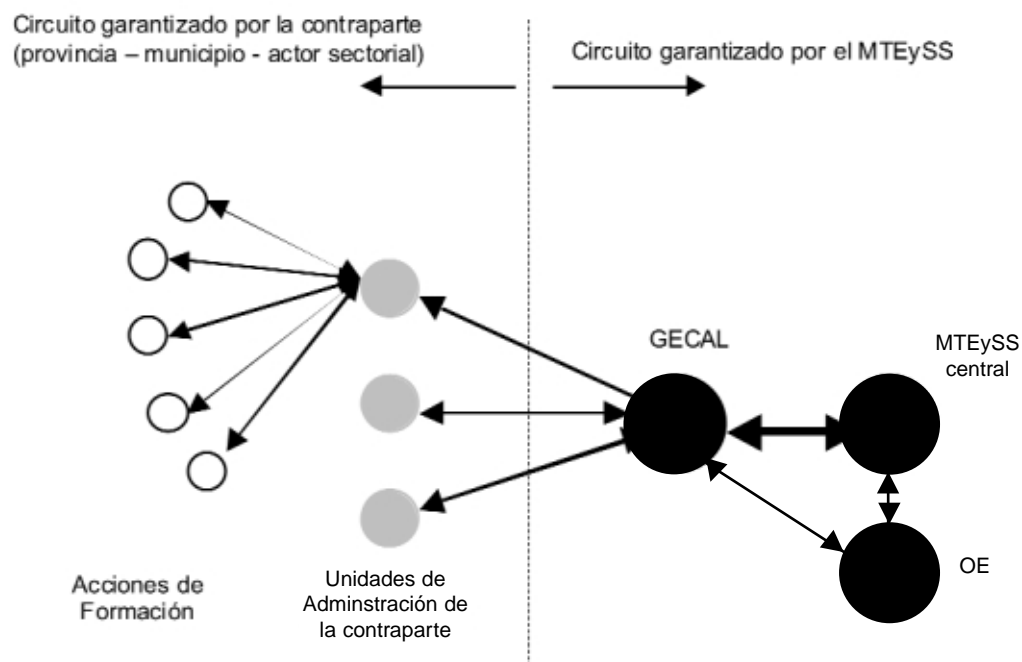 Circuito garantizado por la contraparte
(provincia – municipio - actor sectorial)
Circuito garantizado por el MTEySS
GECAL
MTEySS
central
OE
Acciones de
Formación
Unidades de
Adminstración de
la contraparte